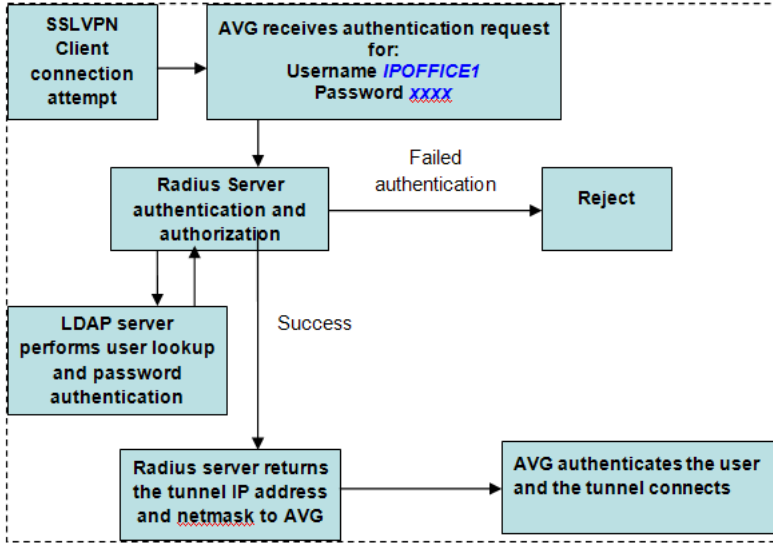 SSLVPN
Client
connection
attempt
AVG receives authentication request
for:
Username IPOFFICE1
Password xxxx
Radius Server
authentication and
authorization
Failed
authentication
Reject
LDAP server
performs user lookup
and password
authentication
Success
Radius server returns
the tunnel IP address
and netmask to AVG
AVG authenticates the user
and the tunnel connects